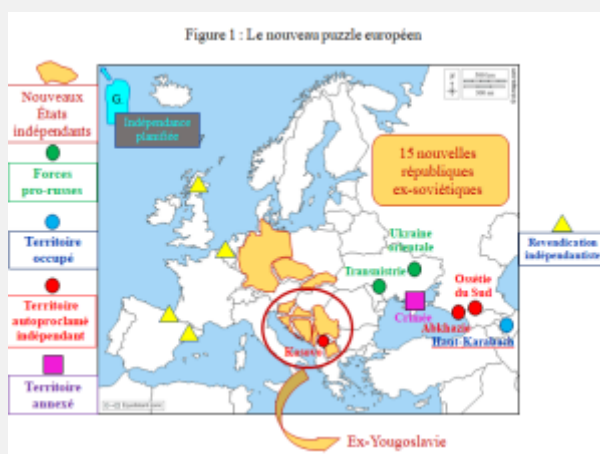 Figure 1 : Le nouveau puzzle européen
Nouveaux
États
indépendants
Forces
pro-russes
Territoire
occupé
Territoire
autoproclamé
indépendant
Territoire
annexé
G.
Indépendance
planifiée
15 nouvelles
républiques
ex-soviétiques
Ukraine
orientale
Transnistrie
Crimée
Ossétie
du Sud
Abkhazie
Haut-Karabach
Kosovo
Revendication
indépendantiste
Ex-Yougoslavie